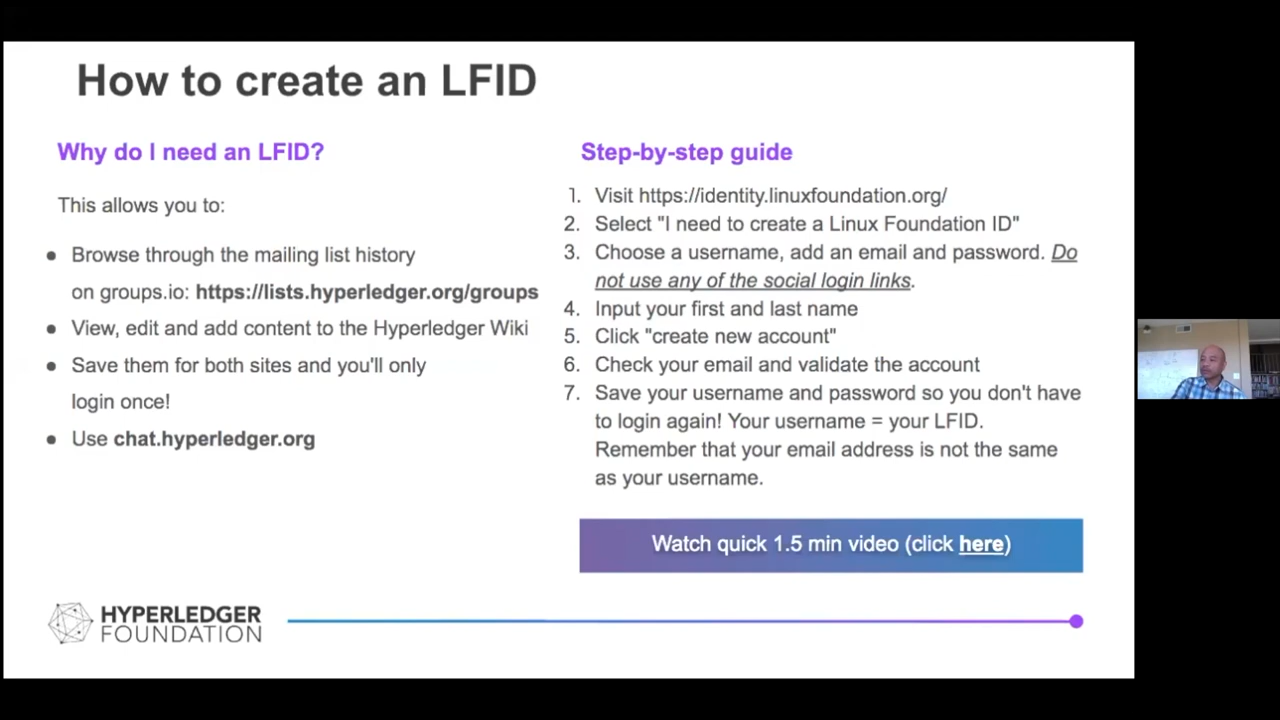 How to create an LFID
Why do I need an LFID?
This allows you to:
● Browse through the mailing list history
on groups.io: https://lists.hyperledger.org/groups
● View, edit and add content to the Hyperledger Wiki
● Save them for both sites and you'll only
login once!
● Use chat.hyperledger.org
Step-by-step guide
1. Visit https://identity.linuxfoundation.org/
2. Select "I need to create a Linux Foundation ID"
3. Choose a username, add an email and password. Do
not use any of the social login links.
4. Input your first and last name
5. Click "create new account"
6. Check your email and validate the account
7. Save your username and password so you don't have
to login again! Your username = your LFID.
Remember that your email address is not the same
as your username.
Watch quick 1.5 min video (click here)
HYPERLEDGER
FOUNDATION